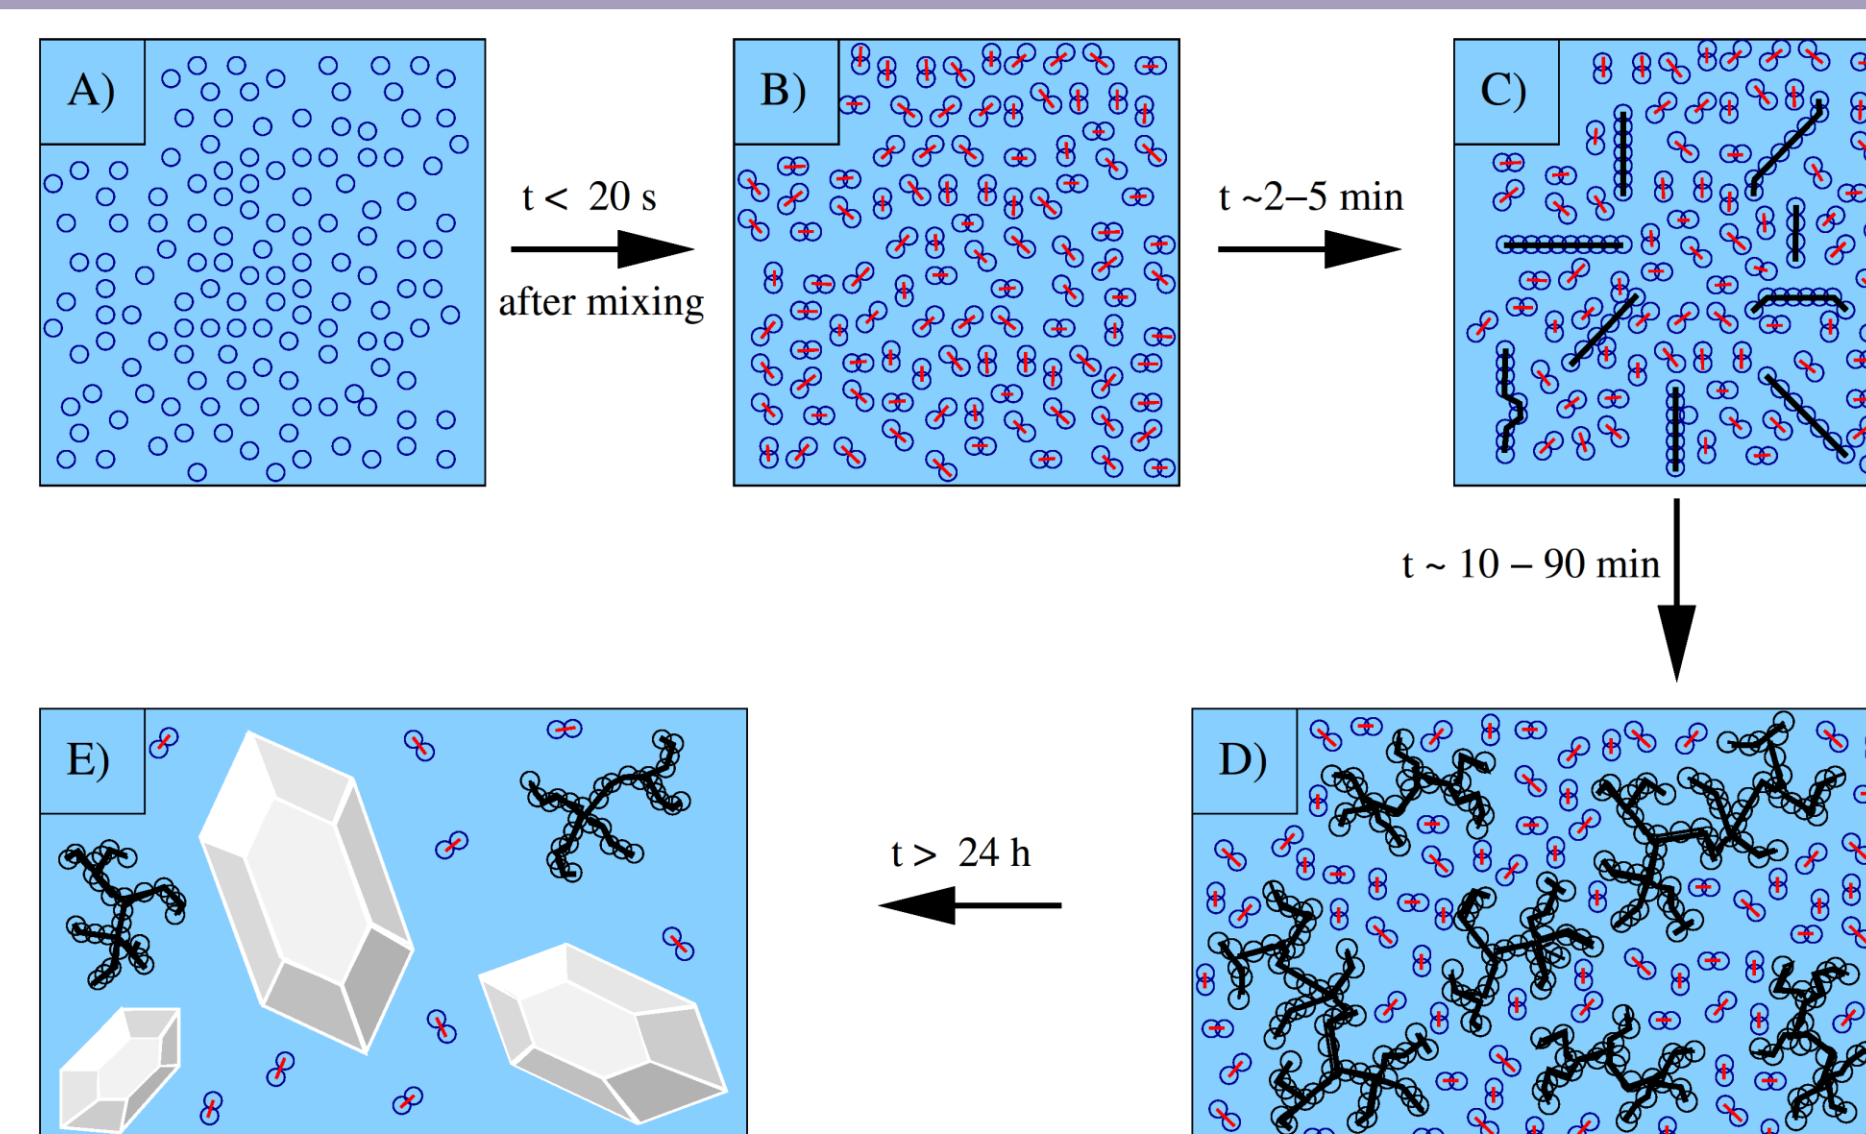 A)
t < 20 s
after mixing
B)
t ~2–5 min
C)
t ~ 10 – 90 min
D)
t > 24 h
E)